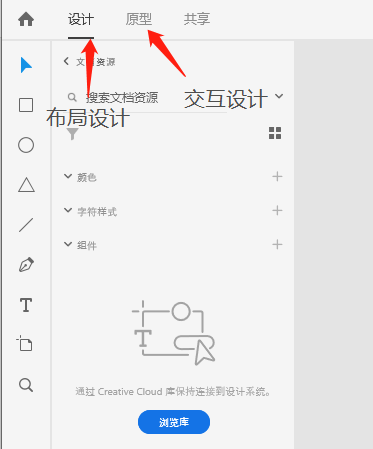 设计 原型 共享
文档资源
搜索文档资源 交互设计
布局设计
颜色
字符样式
组件
T
通过 Creative Cloud 库保持连接到设计系统。
浏览库